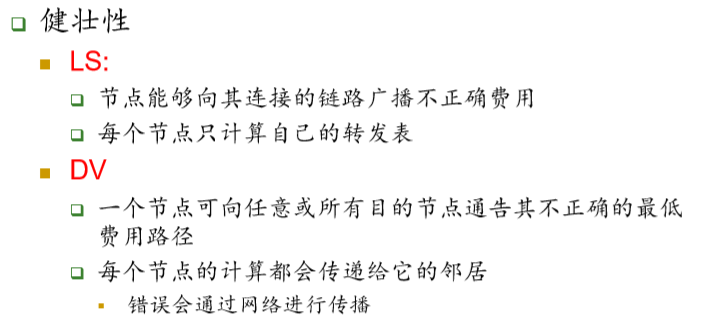 健壮性
LS:
节点能够向其连接的链路广播不正确费用
每个节点只计算自己的转发表
DV
一个节点可向任意或所有目的节点通告其不正确的最低
费用路径
每个节点的计算都会传递给它的邻居
错误会通过网络进行传播